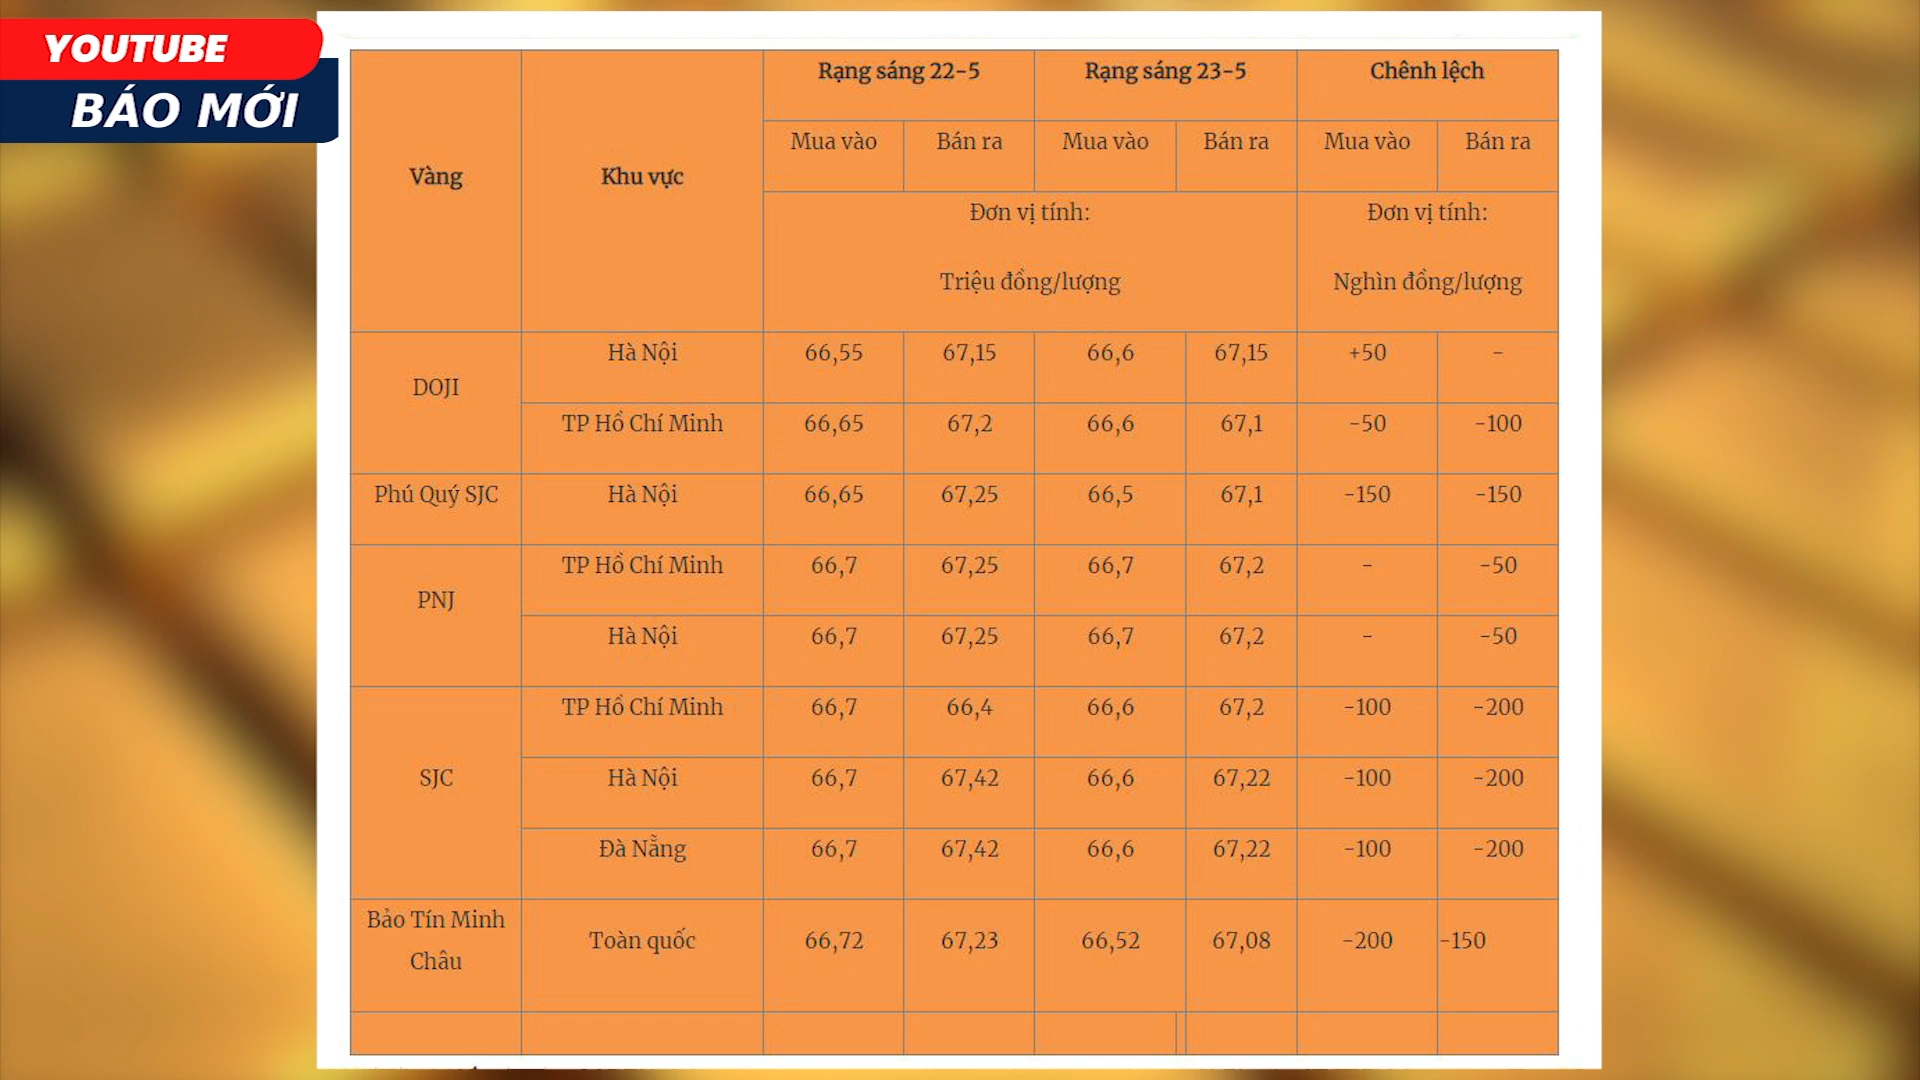 YOUTUBE
BÁO MỚI
Vàng
Khu vực
Rạng sáng 22-5
Rạng sáng 23-5
Chênh lệch
Mua vào
Bán ra
Mua vào
Bán ra
Mua vào
Bán ra
Đơn vị tính:
Triệu đồng/lượng
Đơn vị tính:
Nghìn đồng/lượng
DOJI
Hà Nội 66,55 67,15 66,6 67,15 +50 -
TP Hồ Chí Minh 66,65 67,2 66,6 67,1 -50 -100
Phú Quý SJC Hà Nội 66,65 67,25 66,5 67,1 -150 -150
PNJ
TP Hồ Chí Minh 66,7 67,25 66,7 67,2 - -50
Hà Nội 66,7 67,25 66,7 67,2 - -50
SJC
TP Hồ Chí Minh 66,7 66,4 66,6 67,2 -100 -200
Hà Nội 66,7 67,42 66,6 67,22 -100 -200
Đà Nẵng 66,7 67,42 66,6 67,22 -100 -200
Bảo Tín Minh
Châu
Toàn quốc 66,72 67,23 66,52 67,08 -200 -150